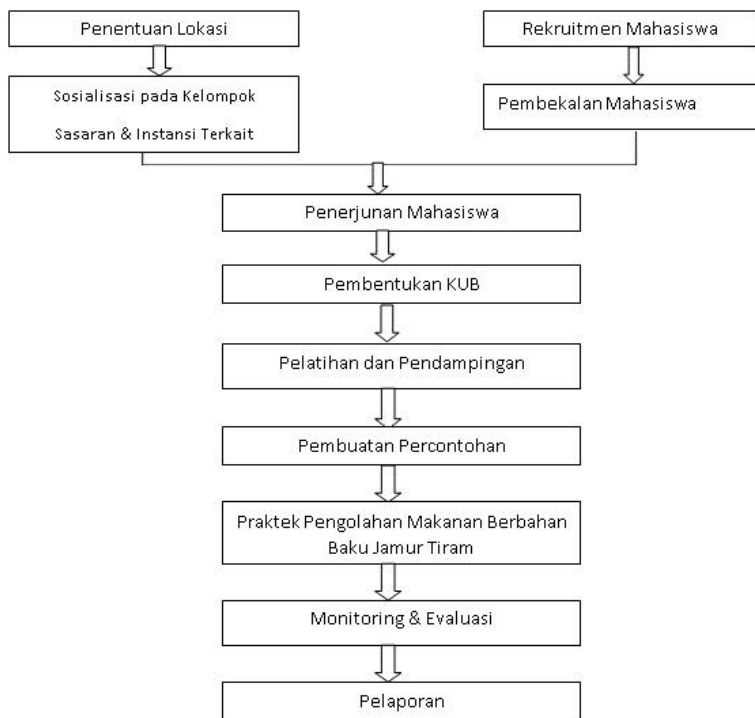 Penentuan Lokasi
Rekruitmen Mahasiswa
Sosialisasi pada Kelompok
Sasaran & Instansi Terkait
Pembekalan Mahasiswa
Penerjunan Mahasiswa
Pembentukan KUB
Pelatihan dan Pendampingan
Pembuatan Percontohan
Praktek Pengolahan Makanan Berbahan
Baku Jamur Tiram
Monitoring & Evaluasi
Pelaporan